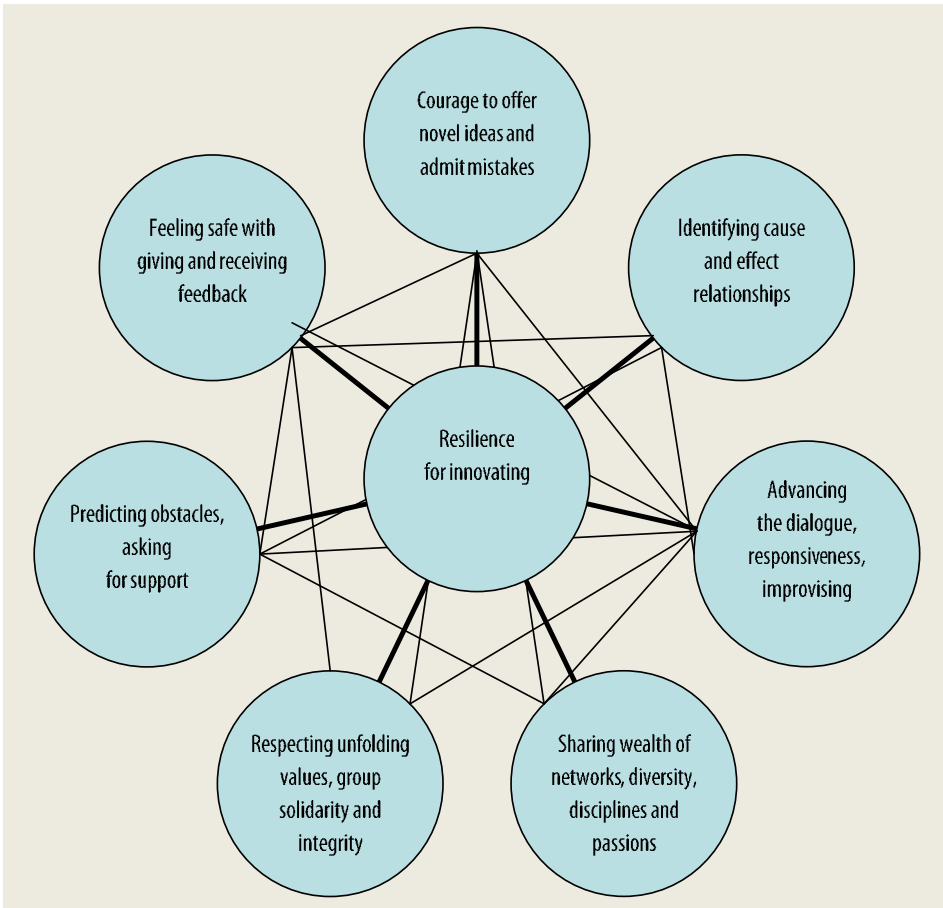 Courage to offer
novel ideas and
admit mistakes
Feeling safe with
giving and receiving
feedback
Identifying cause
and effect
relationships
Resilience
for innovating
Predicting obstacles,
asking
for support
Advancing
the dialogue,
responsiveness,
improvising
Respecting unfolding
values, group
solidarity and
integrity
Sharing wealth of
networks, diversity,
disciplines and
passions